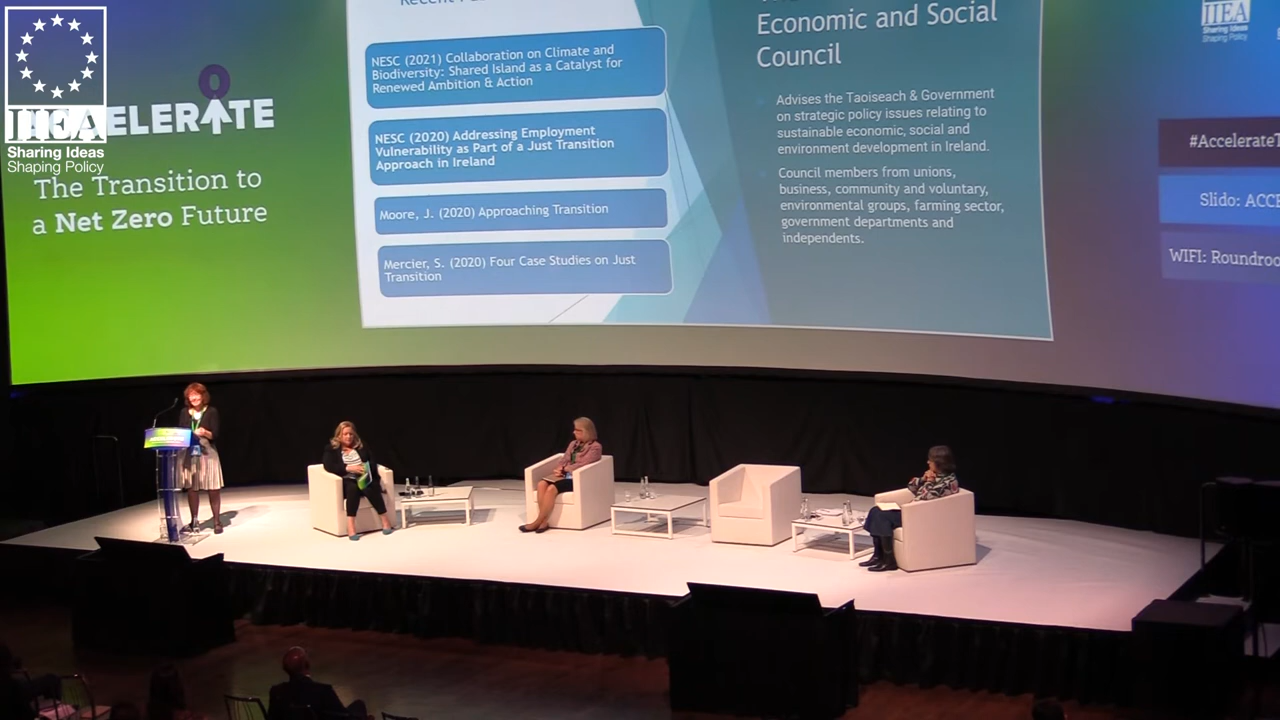 IIEA
Sharing Ideas
Shaping Policy
ELERATE
The Transition to
a Net Zero Future
Recent
NESC (2021) Collaboration on Climate and
Biodiversity: Shared Island as a Catalyst for
Renewed Ambition & Action
NESC (2020) Addressing Employment
Vulnerability as Part of a Just Transition
Approach in Ireland
Moore, J. (2020) Approaching Transition
Mercier, S. (2020) Four Case Studies on Just
Transition
Economic and Social
Council
Advises the Taoiseach & Government
on strategic policy issues relating to
sustainable economic, social and
environment development in Ireland.
Council members from unions,
business, community and voluntary,
environmental groups, farming sector,
government departments and
independents.
IIEA
Sharing Ideas
Shaping Policy
#Accelerate
Slido: ACCE
WIFI: Roundroo